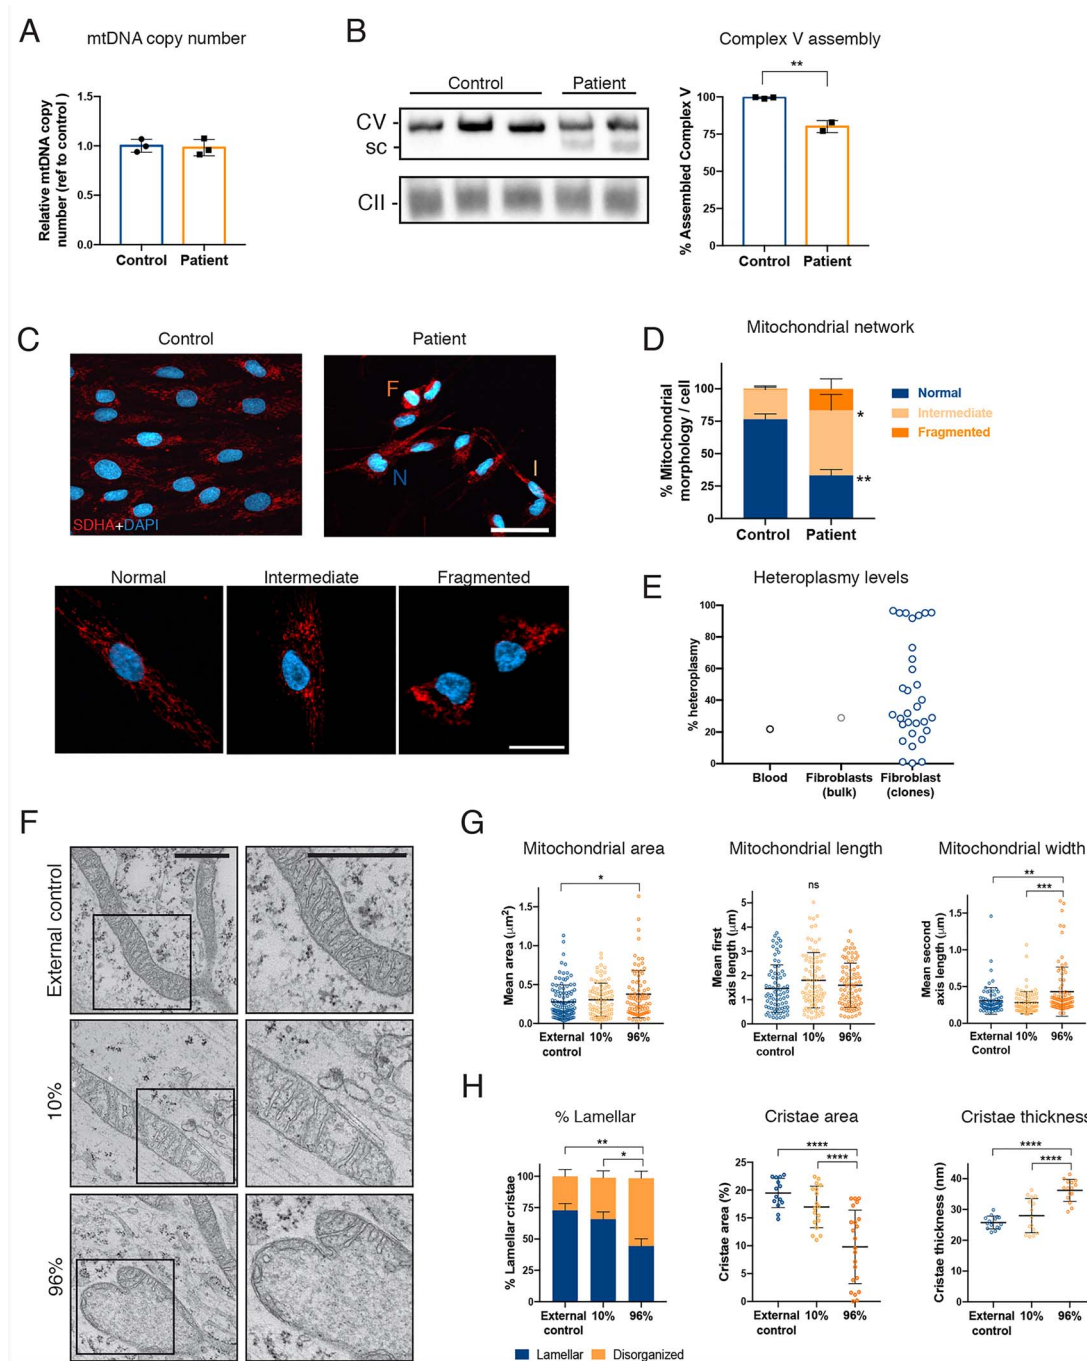 A
mtDNA copy number
Relative mtDNA copy
number (ref to control )
1.5
1.0
0.5
0.0
Control
Patient
B
Control
Patient
CV -
sc -
CII -
Complex V assembly
**
% Assembled Complex V
100
75
50
25
0
Control
Patient
C
Control
Patient
SDHA+DAPI
F
N
I
Normal
Intermediate
Fragmented
D
Mitochondrial network
% Mitochondrial
morphology / cell
100
75
50
25
0
*
**
Control
Patient
Normal
Intermediate
Fragmented
E
Heteroplasmy levels
% heteroplasmy
100
80
60
40
20
0
Blood
Fibroblasts
(bulk)
Fibroblast
(clones)
F
External control
10%
96%
G
Mitochondrial area
*
Mean area (μm²)
1.5
1.0
0.5
0.0
External
control
10%
96%
Mitochondrial length
ns
Mean first
axis length (μm)
5
4
3
2
1
0
External
control
10%
96%
Mitochondrial width
**
***
Mean second
axis length (μm)
1.5
1.0
0.5
0.0
External
Control
10%
96%
H
% Lamellar
**
*
% Lamellar cristae
100
75
50
25
0
External
control
10%
96%
Lamellar
Disorganized
Cristae area
****
****
Cristae area (%)
25
20
15
10
5
0
External
control
10%
96%
Cristae thickness
****
****
Cristae thickness (nm)
40
30
20
10
0
External
control
10%
96%